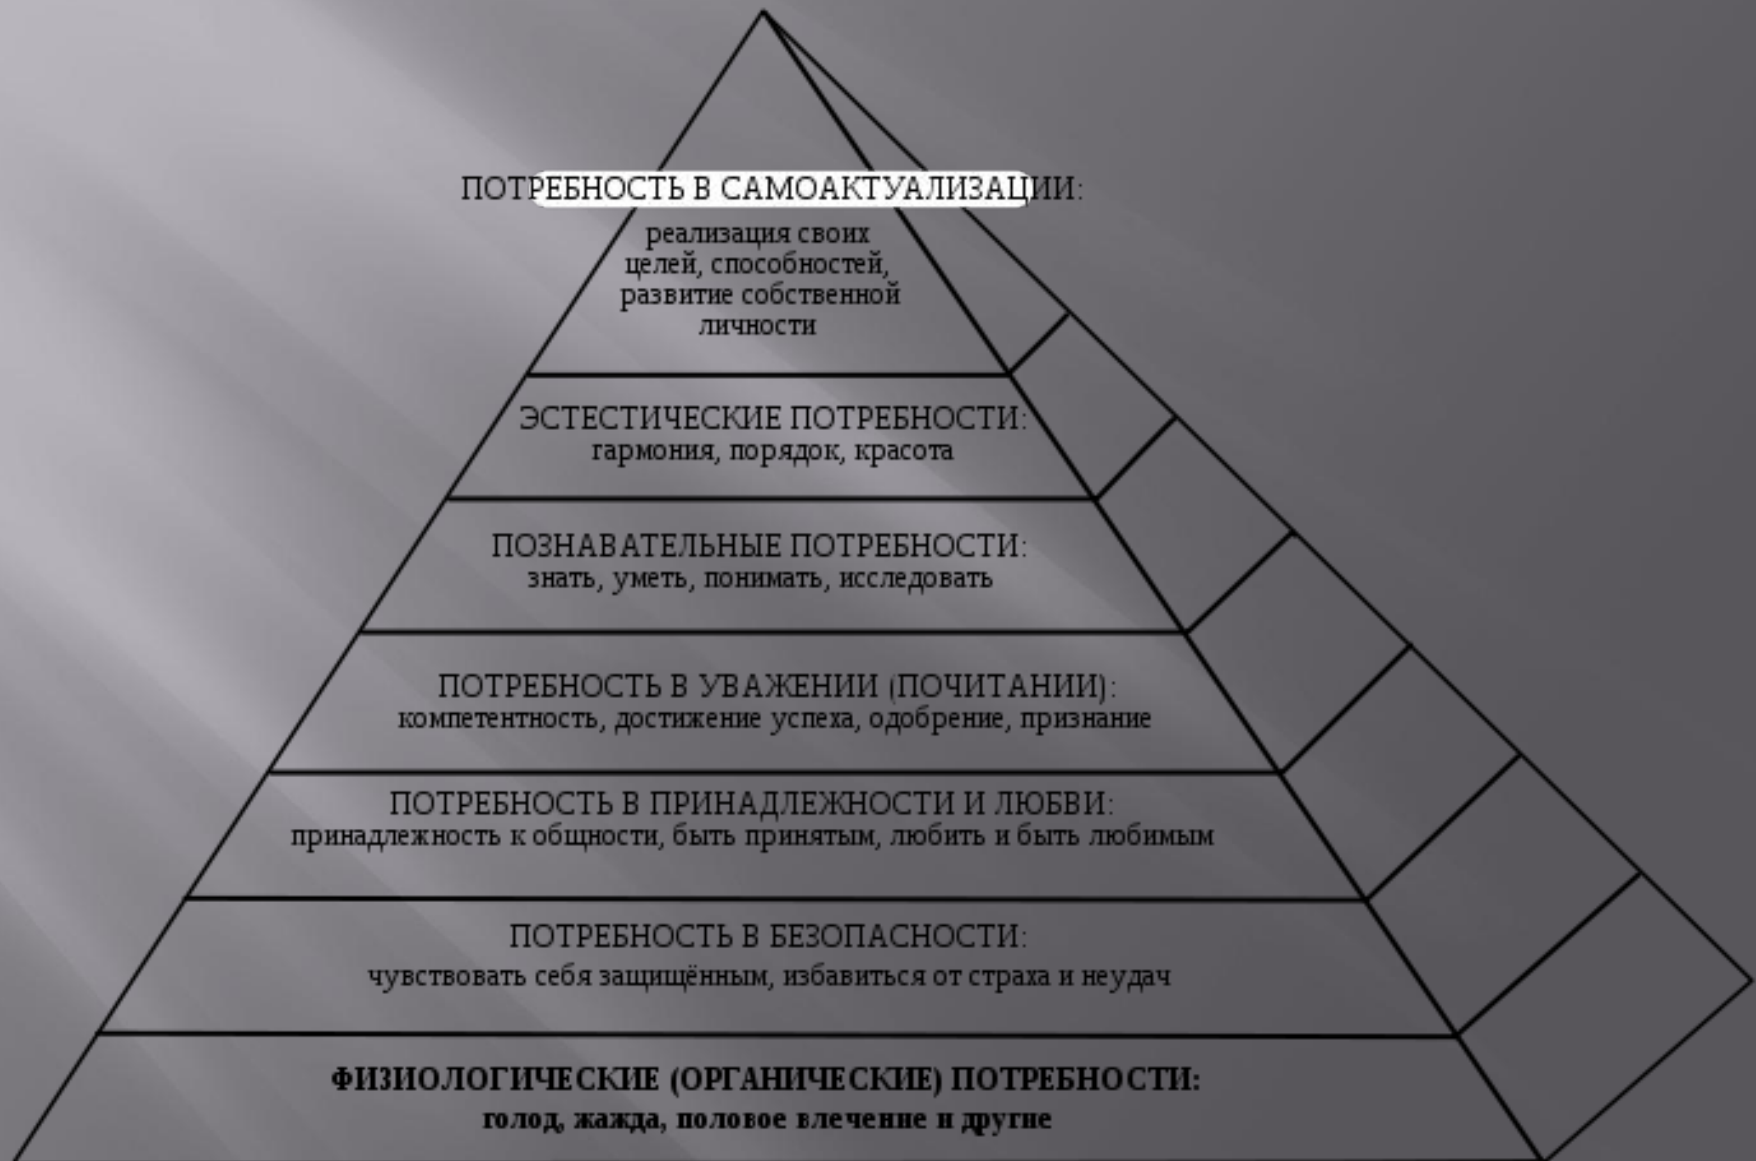 ПОТРЕБНОСТЬ В САМОАКТУАЛИЗАЦИИ:
реализация своих
целей, способностей,
развитие собственной
личности
ЭСТЕСТИЧЕСКИЕ ПОТРЕБНОСТИ:
гармония, порядок, красота
ПОЗНАВАТЕЛЬНЫЕ ПОТРЕБНОСТИ:
знать, уметь, понимать, исследовать
ПОТРЕБНОСТЬ В УВАЖЕНИИ (ПОЧИТАНИИ):
компетентность, достижение успеха, одобрение, признание
ПОТРЕБНОСТЬ В ПРИНАДЛЕЖНОСТИ И ЛЮБВИ:
принадлежность к общности, быть принятым, любить и быть любимым
ПОТРЕБНОСТЬ В БЕЗОПАСНОСТИ:
чувствовать себя защищённым, избавиться от страха и неудач
ФИЗИОЛОГИЧЕСКИЕ (ОРГАНИЧЕСКИЕ) ПОТРЕБНОСТИ:
голод, жажда, половое влечение и другие